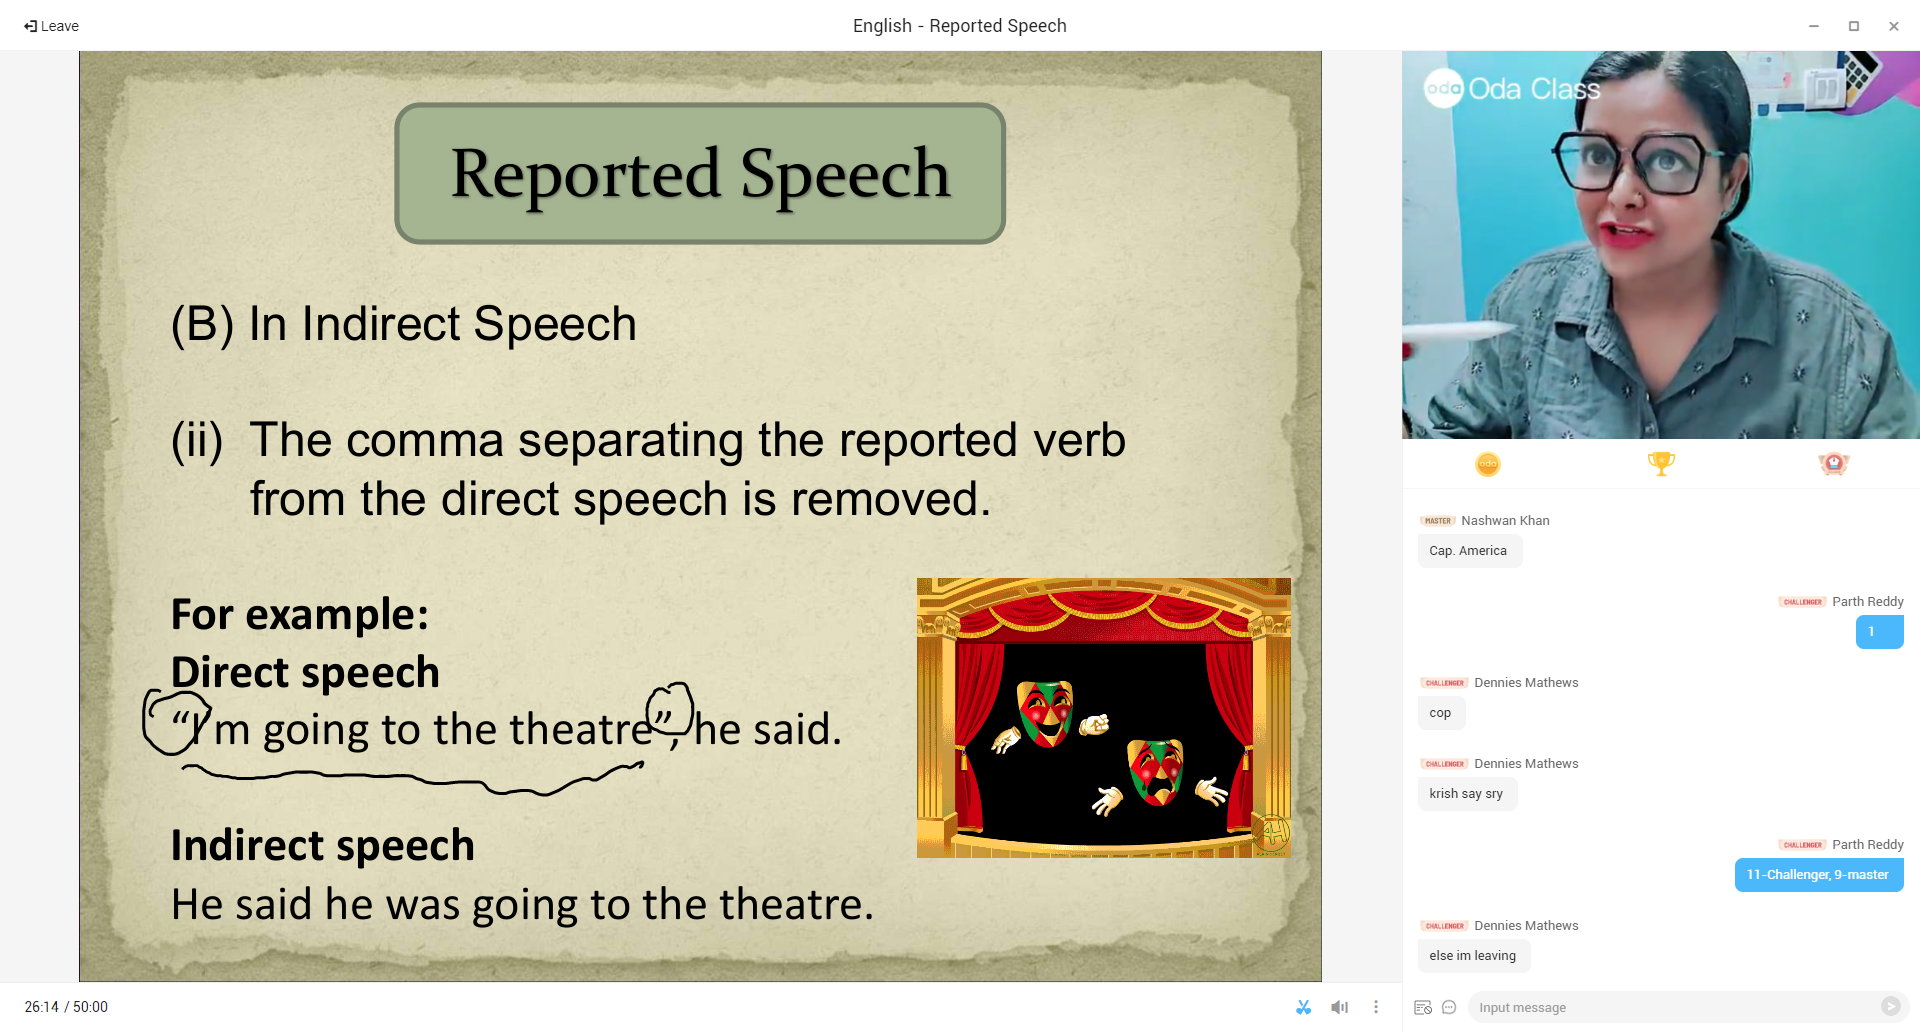 Leave
English - Reported Speech
Reported Speech
(B) In Indirect Speech
(ii) The comma separating the reported verb
from the direct speech is removed.
For example:
Direct speech
“I’m going to the theatre”, he said.
Indirect speech
He said he was going to the theatre.
26:14 / 50:00
oda Oda Class
oda
MASTER Nashwan Khan
Cap. America
CHALLENGER Parth Reddy
1
CHALLENGER Dennies Mathews
cop
CHALLENGER Dennies Mathews
krish say sry
CHALLENGER Parth Reddy
11-Challenger, 9-master
CHALLENGER Dennies Mathews
else im leaving
Input message